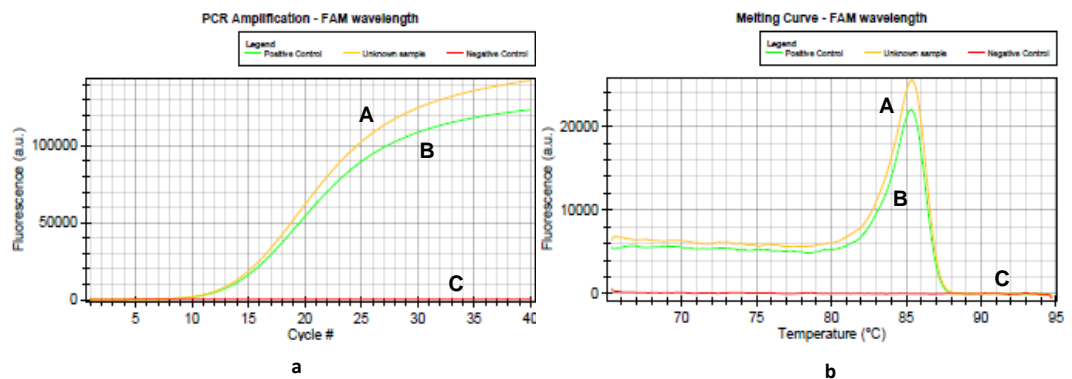 PCR Amplification - FAM wavelength
Legend
Positive Control Unknown sample Negative Control
Fluorescence (a.u.)
100000
50000
0
A
B
C
5 10 15 20 25 30 35 40
Cycle #
a
Melting Curve - FAM wavelength
Legend
Positive Control Unknown sample Negative Control
Fluorescence (a.u.)
20000
10000
0
A
B
C
70 75 80 85 90 95
Temperature (°C)
b